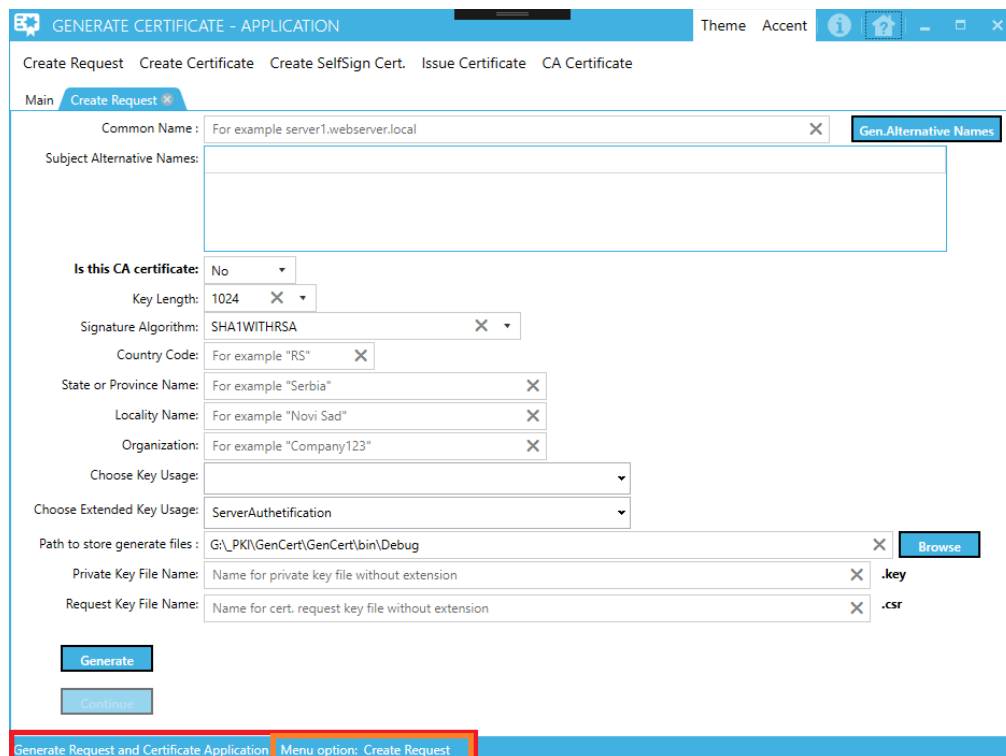 GENERATE CERTIFICATE - APPLICATION Theme Accent
Create Request Create Certificate Create SelfSign Cert. Issue Certificate CA Certificate
Main Create Request
Common Name : For example server1.webserver.local Gen.Alternative Names
Subject Alternative Names:
Is this CA certificate: No
Key Length: 1024
Signature Algorithm: SHA1WITHRSA
Country Code: For example "RS"
State or Province Name: For example "Serbia"
Locality Name: For example "Novi Sad"
Organization: For example "Company123"
Choose Key Usage:
Choose Extended Key Usage: ServerAuthetification
Path to store generate files : G:\_PKI\GenCert\GenCert\bin\Debug Browse
Private Key File Name: Name for private key file without extension .key
Request Key File Name: Name for cert. request key file without extension .csr
Generate
Continue
Generate Request and Certificate Application Menu option: Create Request